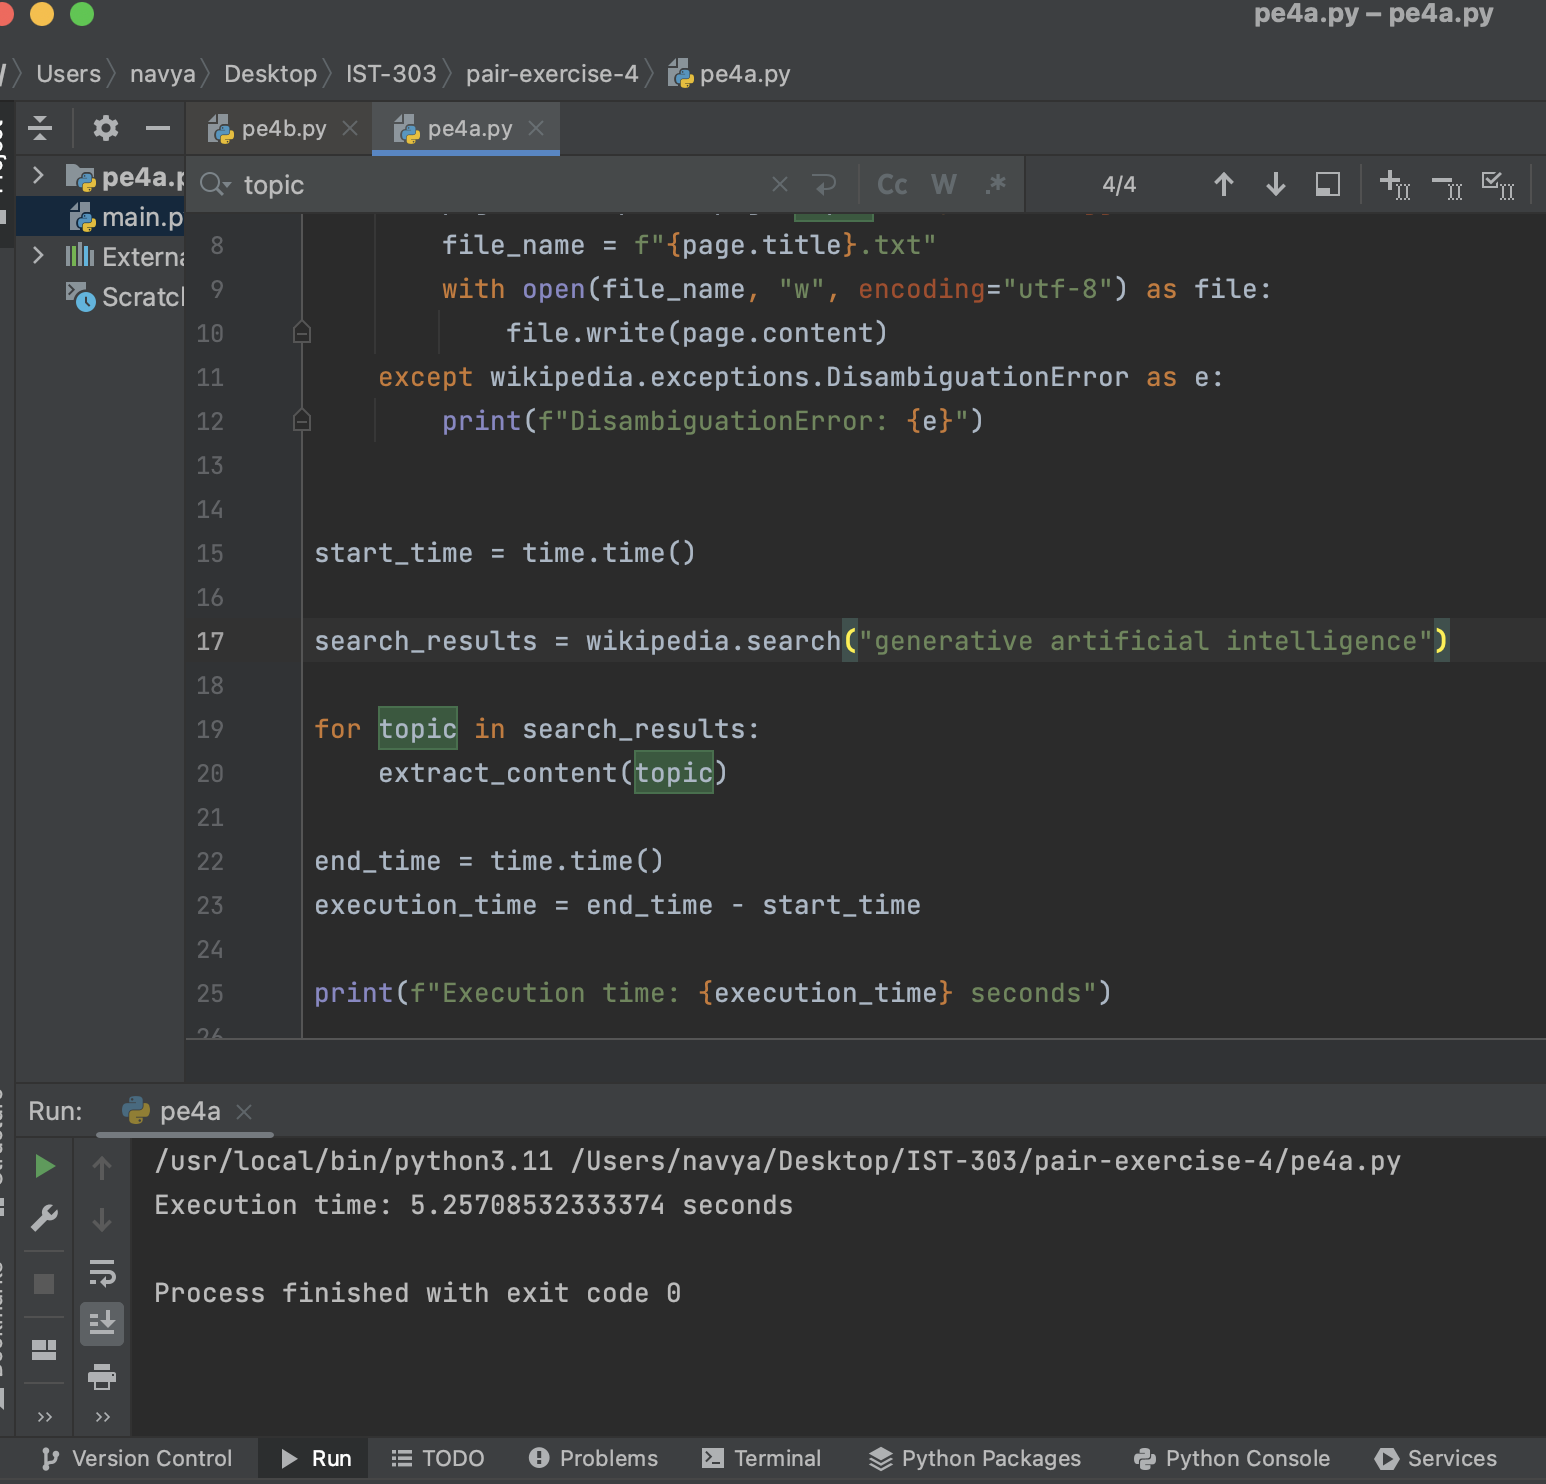 pe4a.py – pe4a.py
Users navya Desktop IST-303 pair-exercise-4 pe4a.py
pe4b.py pe4a.py
pe4a.p
main.p
Externa
Scratcl
topic Cc W .* 4/4
8 file_name = f"{page.title}.txt"
9 with open(file_name, "w", encoding="utf-8") as file:
10 file.write(page.content)
11 except wikipedia.exceptions.DisambiguationError as e:
12 print(f"DisambiguationError: {e}")
13
14
15 start_time = time.time()
16
17 search_results = wikipedia.search("generative artificial intelligence")
18
19 for topic in search_results:
20 extract_content(topic)
21
22 end_time = time.time()
23 execution_time = end_time - start_time
24
25 print(f"Execution time: {execution_time} seconds")
26
Run: pe4a
/usr/local/bin/python3.11 /Users/navya/Desktop/IST-303/pair-exercise-4/pe4a.py
Execution time: 5.25708532333374 seconds
Process finished with exit code 0
Version Control Run TODO Problems Terminal Python Packages Python Console Services